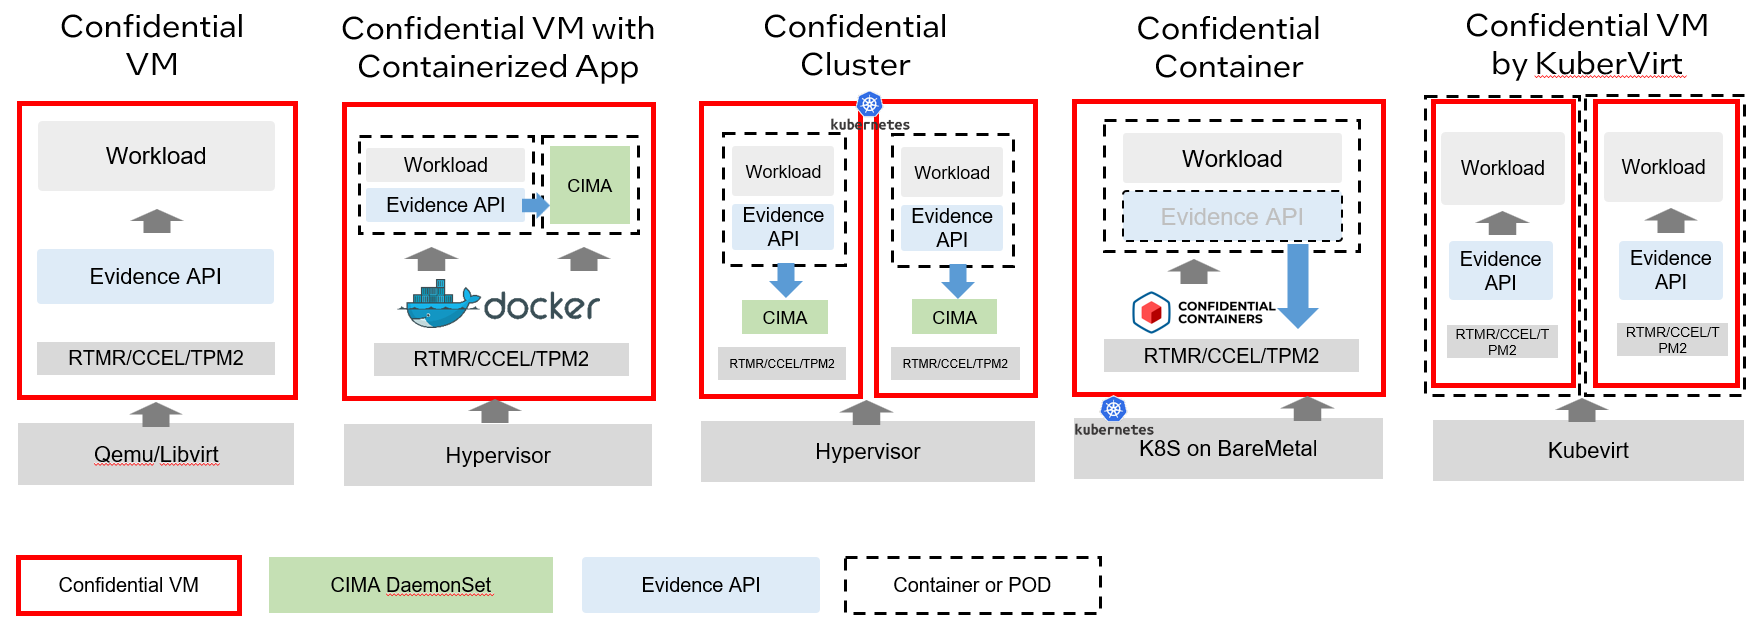 Confidential
VM
Workload
Evidence API
RTMR/CCEL/TPM2
Qemu/Libvirt
Confidential VM with
Containerized App
Workload
Evidence API
CIMA
docker
RTMR/CCEL/TPM2
Hypervisor
Confidential
Cluster
kubernetes
Workload
Evidence
API
CIMA
RTMR/CCEL/TPM2
Workload
Evidence
API
CIMA
RTMR/CCEL/TPM2
Hypervisor
Confidential
Container
Workload
Evidence API
CONFIDENTIAL
CONTAINERS
RTMR/CCEL/TPM2
kubernetes
K8S on BareMetal
Confidential VM
by KuberVirt
Workload
Evidence
API
RTMR/CCEL/T
PM2
Workload
Evidence
API
RTMR/CCEL/T
PM2
Kubevirt
Confidential VM
CIMA DaemonSet
Evidence API
Container or POD